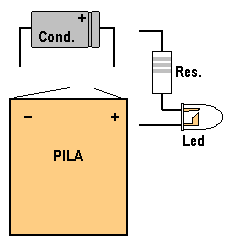 +
Cond.
Res.
− +
Led
PILA